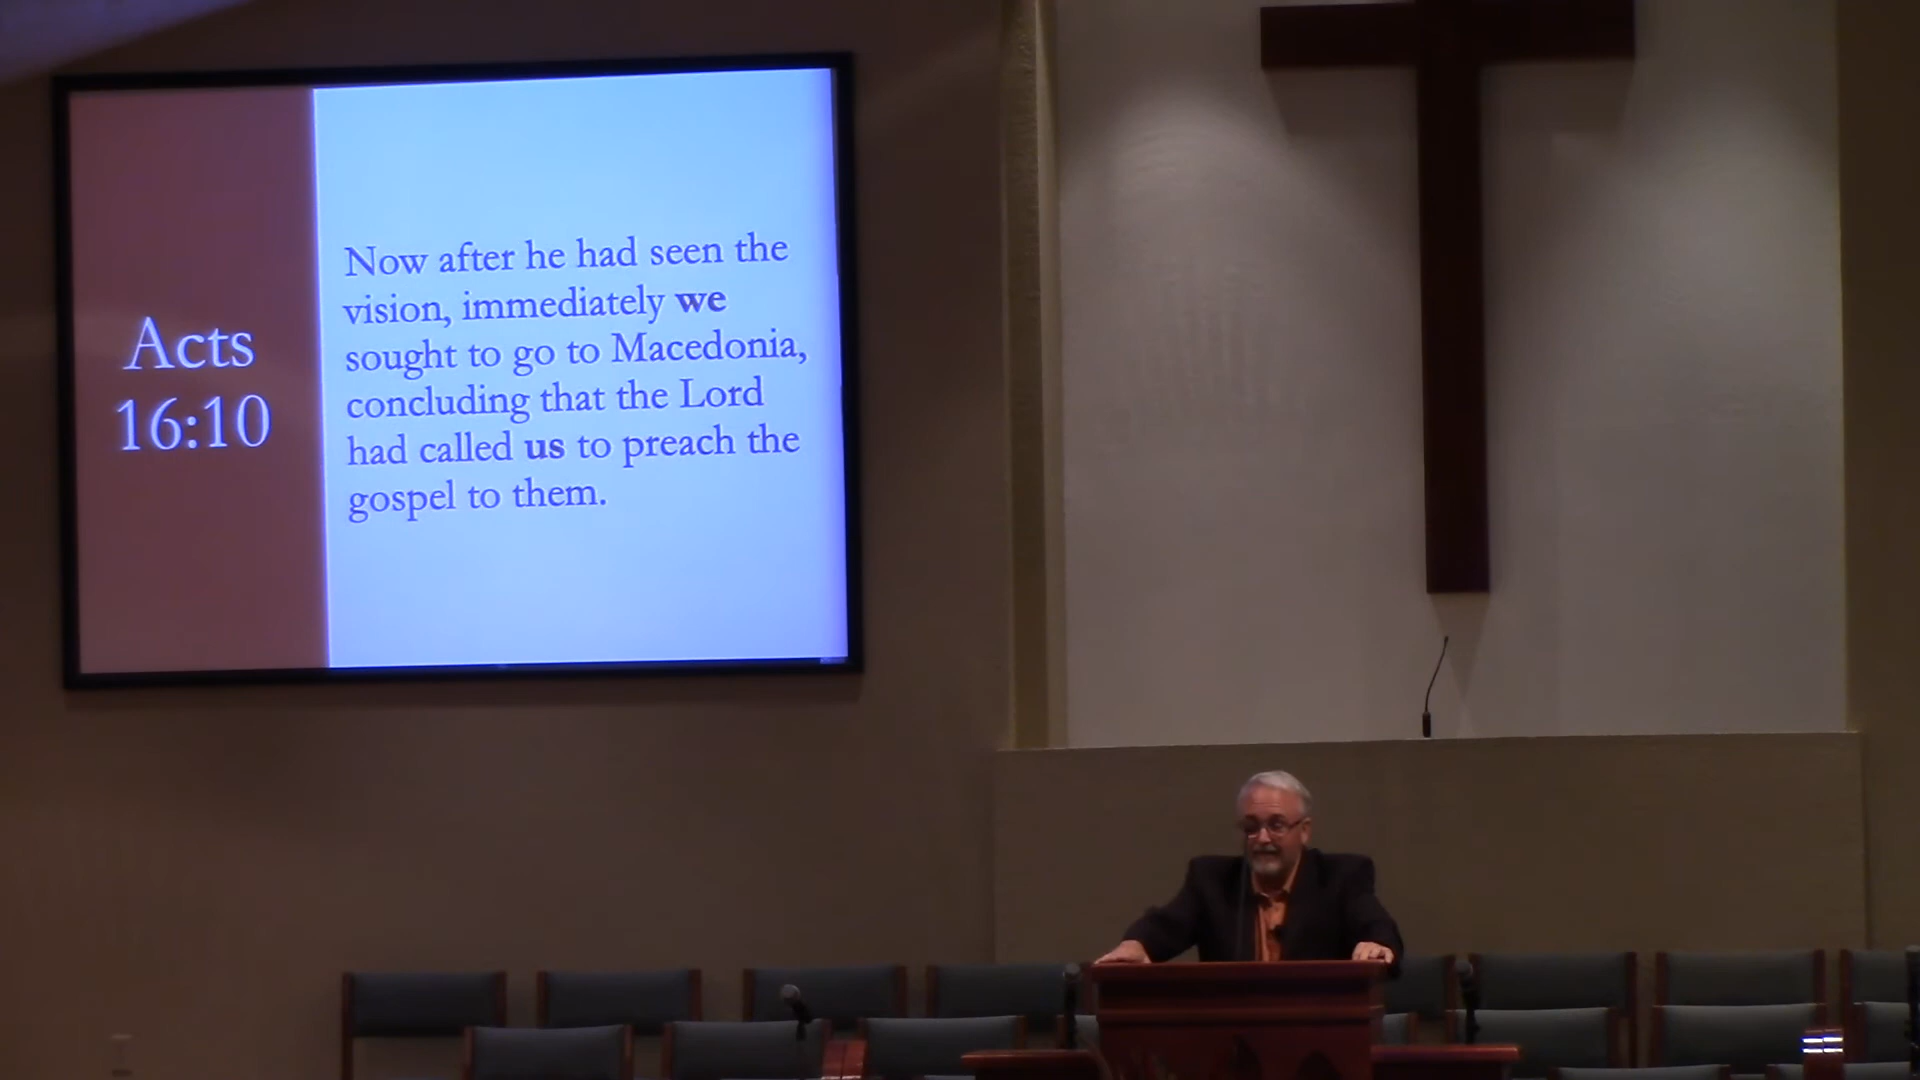 Acts
16:10
Now after he had seen the
vision, immediately we
sought to go to Macedonia,
concluding that the Lord
had called us to preach the
gospel to them.